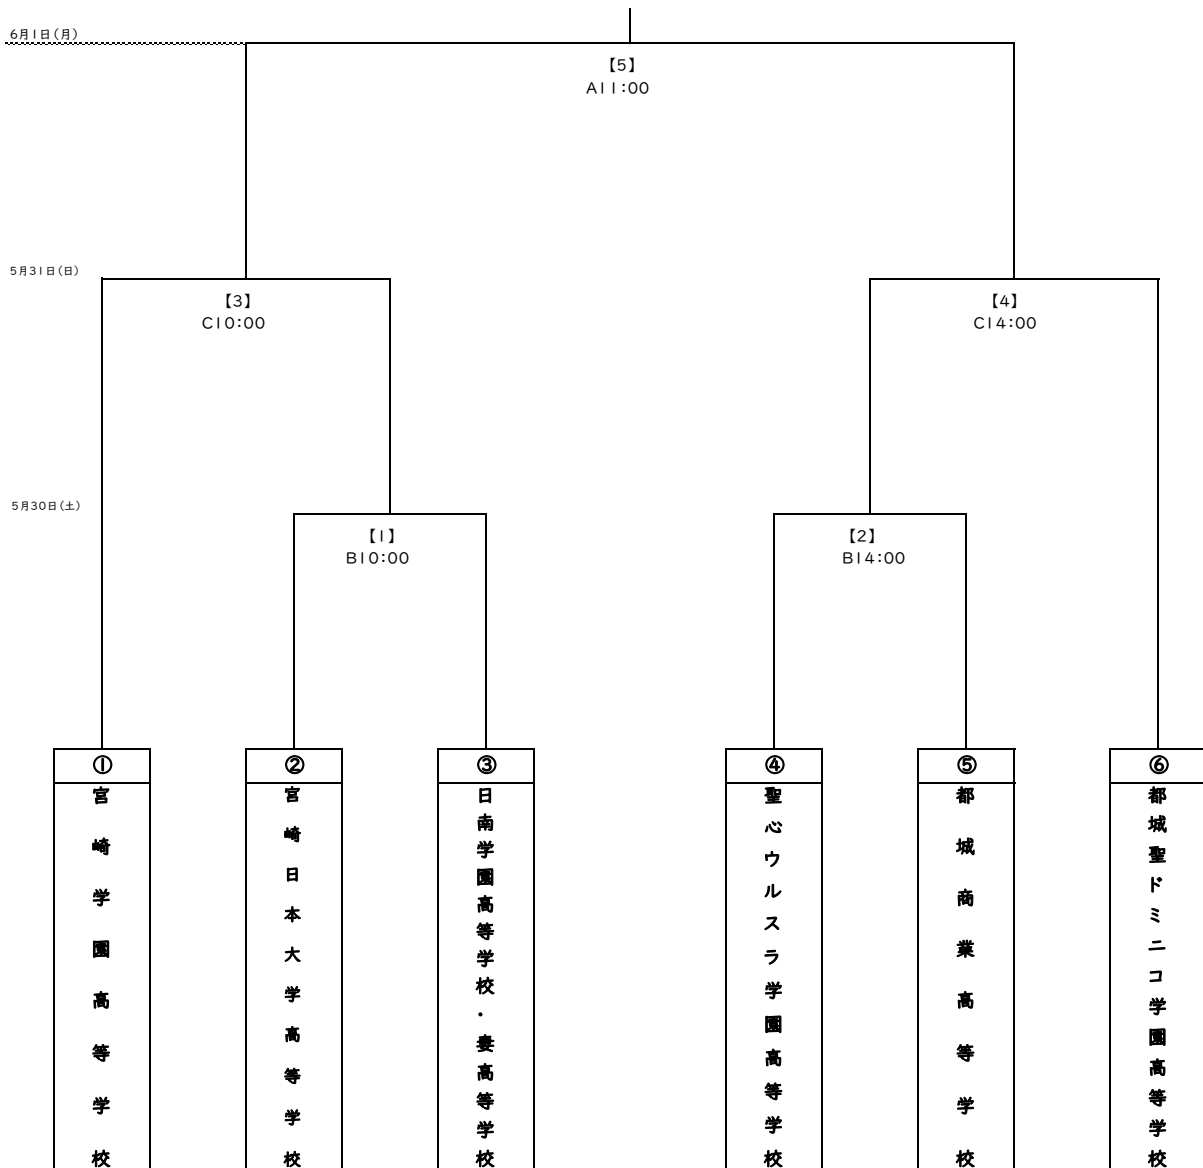 6月1日(月)
【5】
A11:00
5月31日(日)
【3】
C10:00
【4】
C14:00
5月30日(土)
【1】
B10:00
【2】
B14:00
①
宮崎学園高等学校
②
宮崎日本大学高等学校
③
日南学園高等学校・妻高等学校
④
聖心ウルスラ学園高等学校
⑤
都城商業高等学校
⑥
都城聖ドミニコ学園高等学校